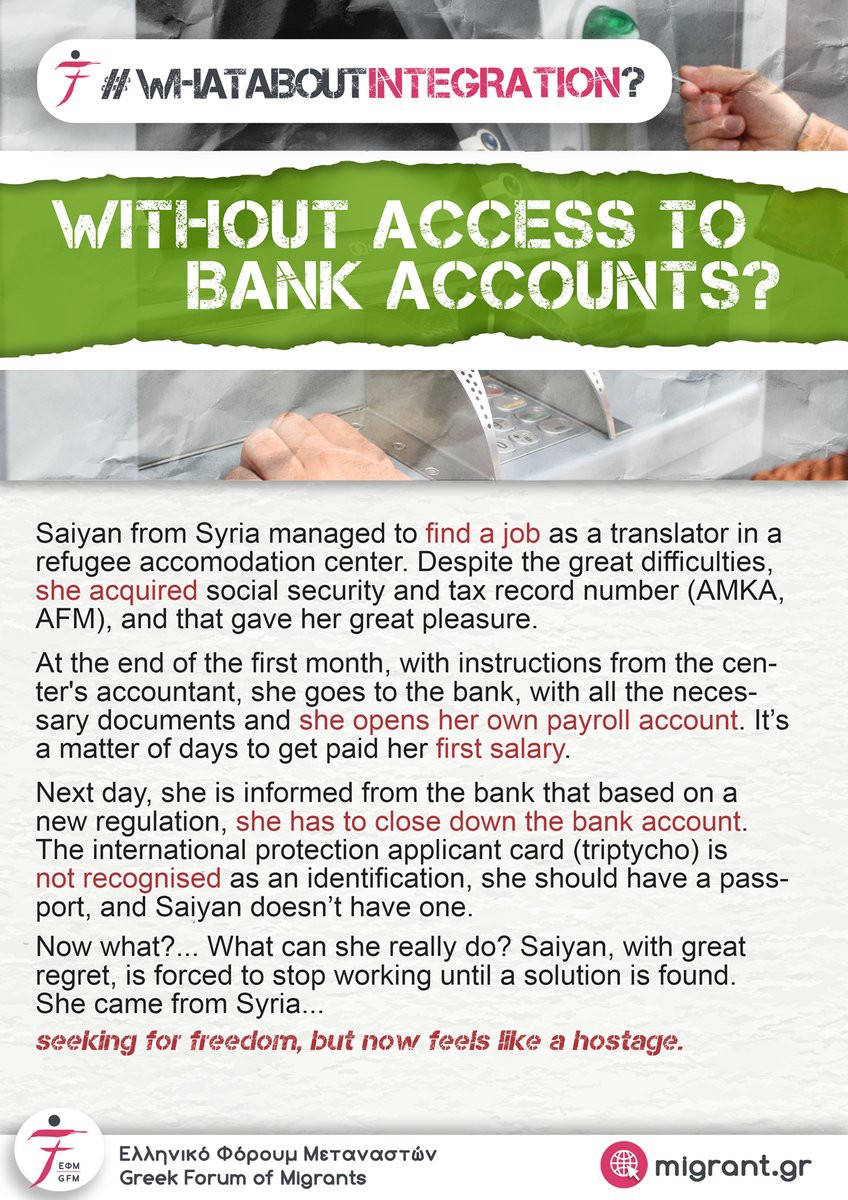 #WHATABOUTINTEGRATION?
WITHOUT ACCESS TO
BANK ACCOUNTS?
Saiyan from Syria managed to find a job as a translator in a
refugee accomodation center. Despite the great difficulties,
she acquired social security and tax record number (AMKA,
AFM), and that gave her great pleasure.
At the end of the first month, with instructions from the cen-
ter's accountant, she goes to the bank, with all the neces-
sary documents and she opens her own payroll account. It’s
a matter of days to get paid her first salary.
Next day, she is informed from the bank that based on a
new regulation, she has to close down the bank account.
The international protection applicant card (triptycho) is
not recognised as an identification, she should have a pass-
port, and Saiyan doesn’t have one.
Now what?... What can she really do? Saiyan, with great
regret, is forced to stop working until a solution is found.
She came from Syria...
seeking for freedom, but now feels like a hostage.
ΕΦΜ
GFM
Ελληνικό Φόρουμ Μεταναστών
Greek Forum of Migrants
migrant.gr